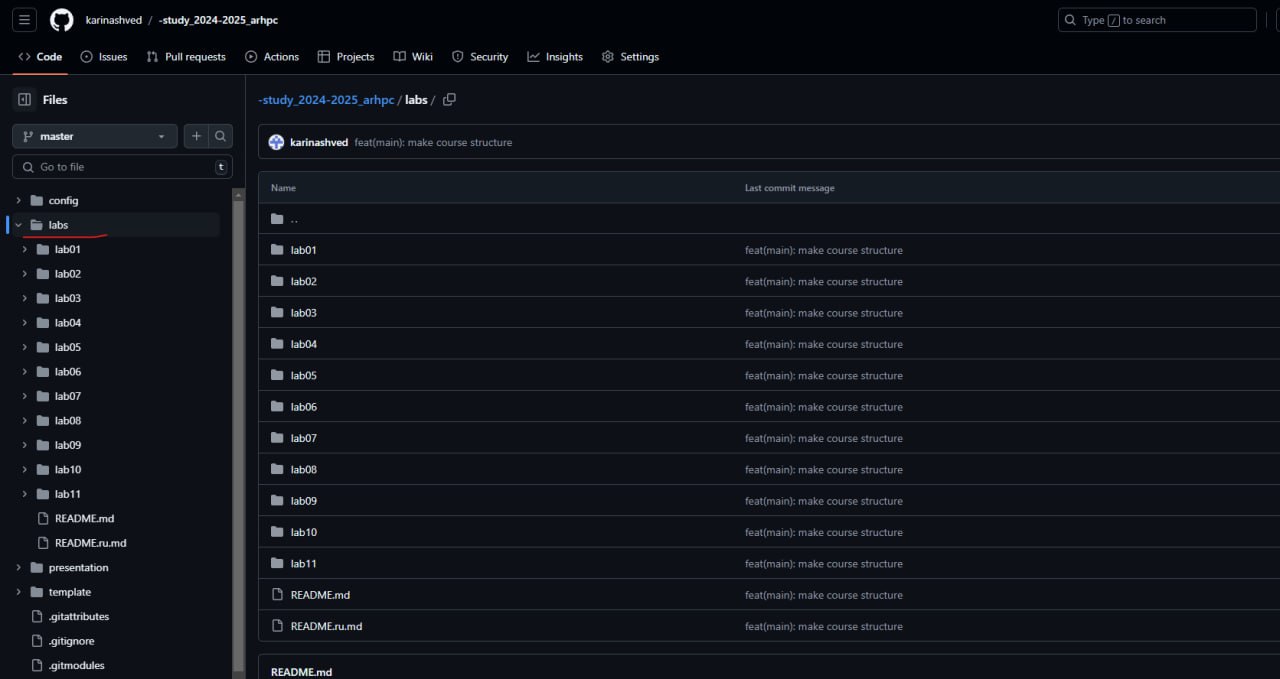 karinashved / -study_2024-2025_arhpc
Type / to search
Code Issues Pull requests Actions Projects Wiki Security Insights Settings
Files
master
Go to file t
config
labs
lab01
lab02
lab03
lab04
lab05
lab06
lab07
lab08
lab09
lab10
lab11
README.md
README.ru.md
presentation
template
.gitattributes
.gitignore
.gitmodules
-study_2024-2025_arhpc / labs /
karinashved feat(main): make course structure
Name Last commit message
..
lab01 feat(main): make course structure
lab02 feat(main): make course structure
lab03 feat(main): make course structure
lab04 feat(main): make course structure
lab05 feat(main): make course structure
lab06 feat(main): make course structure
lab07 feat(main): make course structure
lab08 feat(main): make course structure
lab09 feat(main): make course structure
lab10 feat(main): make course structure
lab11 feat(main): make course structure
README.md feat(main): make course structure
README.ru.md feat(main): make course structure
README.md